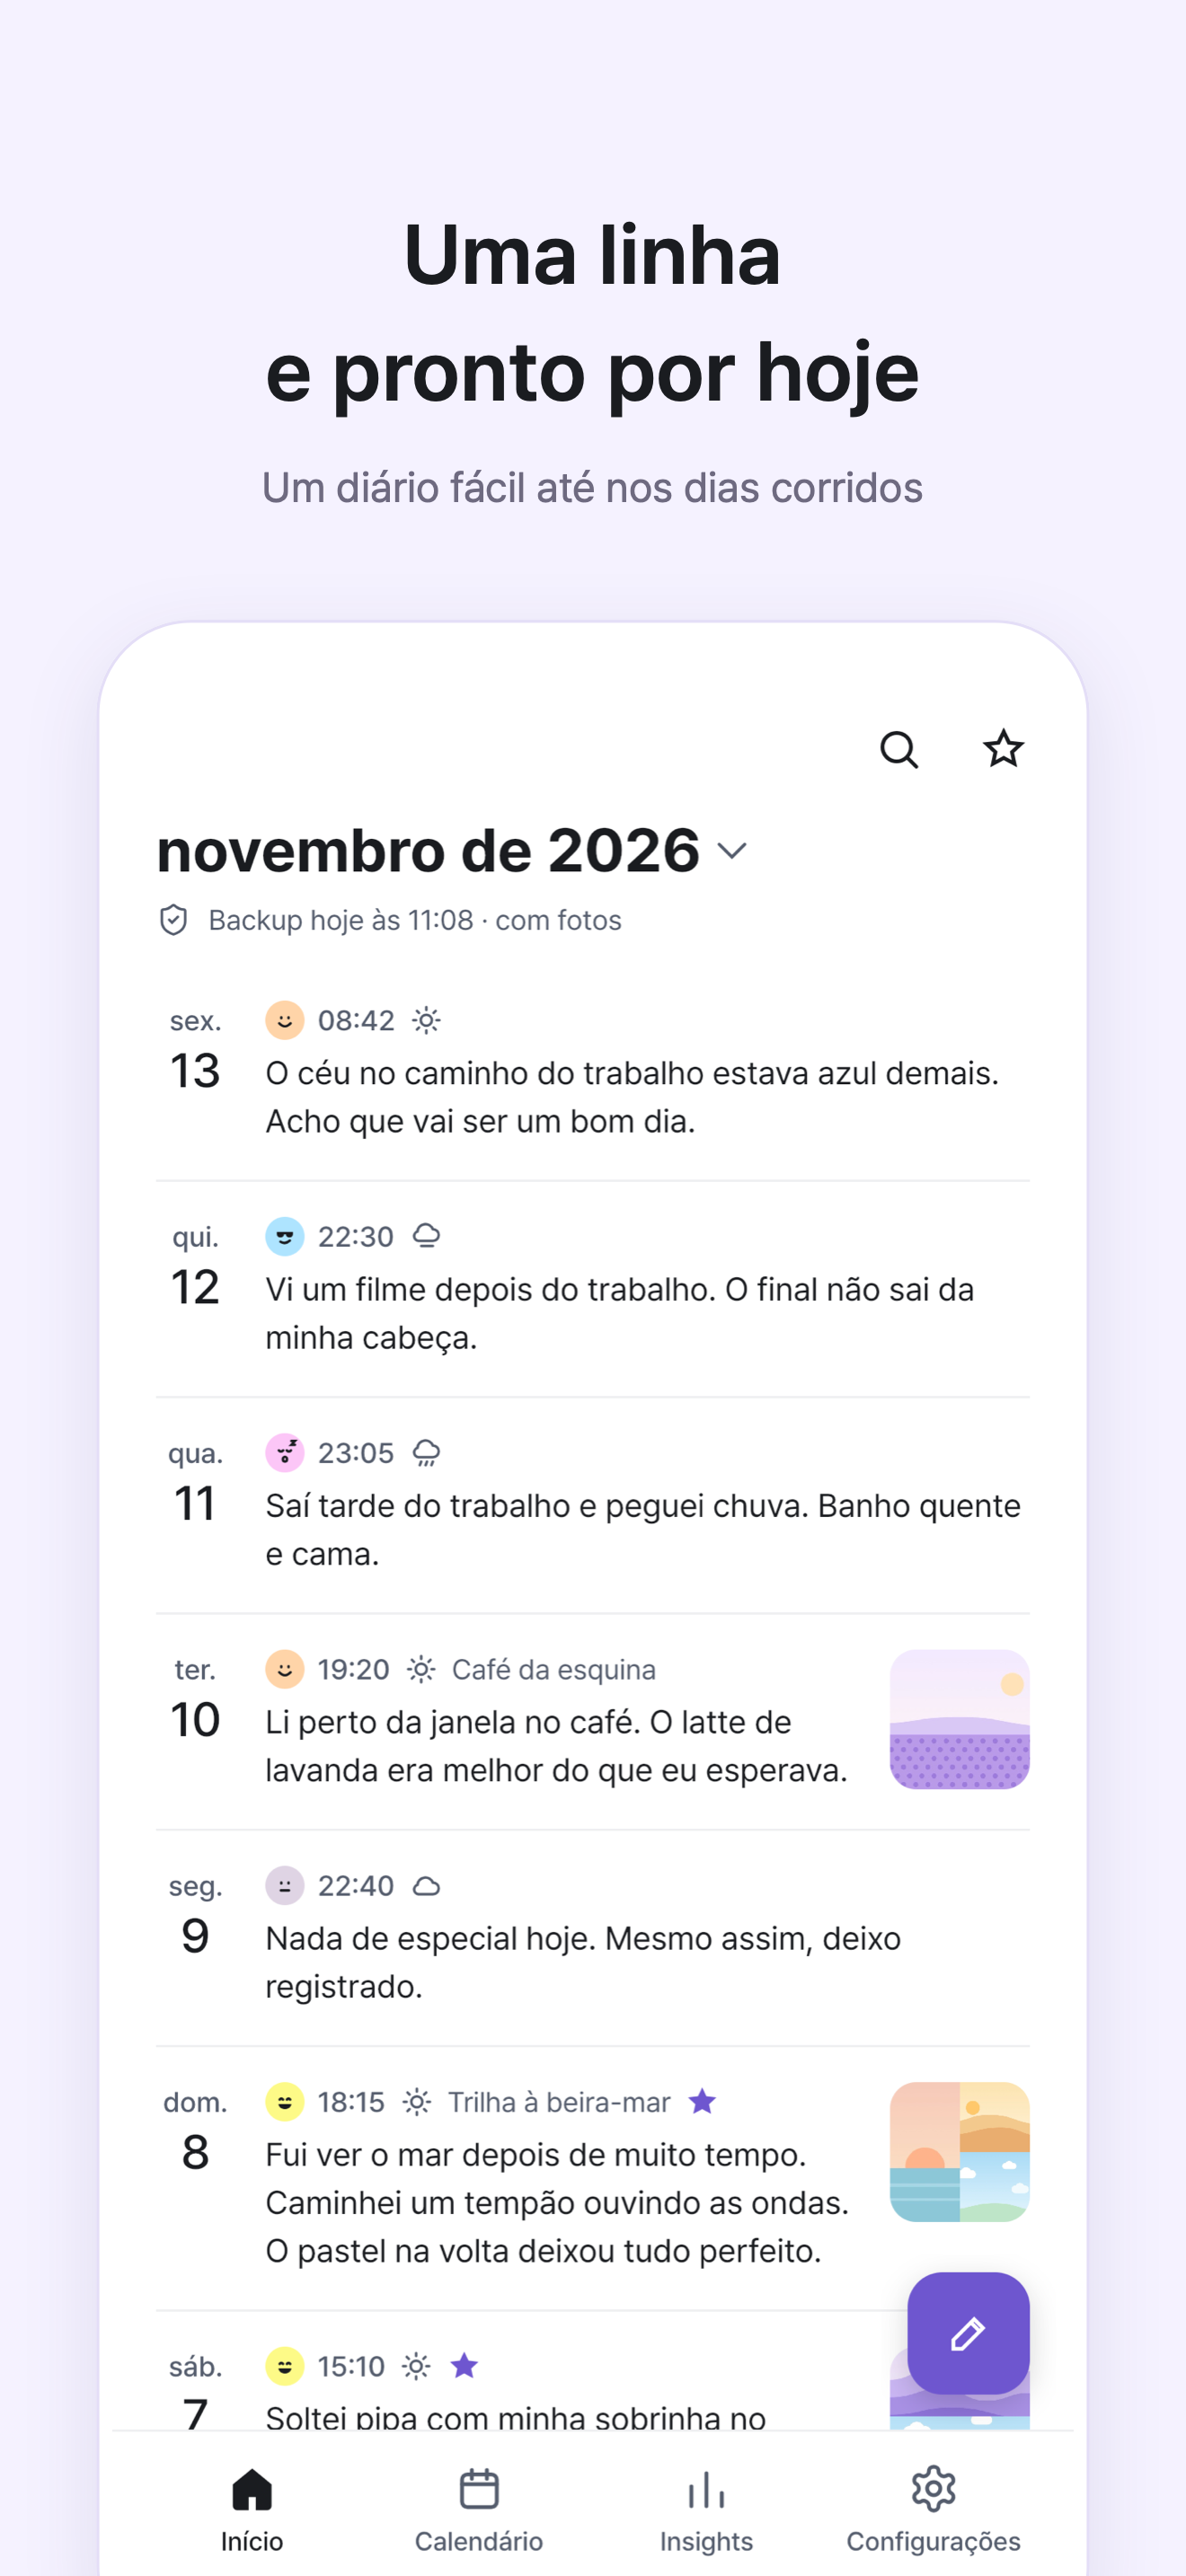 Uma linha
e pronto por hoje
Um diário fácil até nos dias corridos
novembro de 2026
Backup hoje às 11:08 · com fotos
sex.
13
08:42
O céu no caminho do trabalho estava azul demais.
Acho que vai ser um bom dia.
qui.
12
22:30
Vi um filme depois do trabalho. O final não sai da
minha cabeça.
qua.
11
23:05
Saí tarde do trabalho e peguei chuva. Banho quente
e cama.
ter.
10
19:20 Café da esquina
Li perto da janela no café. O latte de
lavanda era melhor do que eu esperava.
seg.
9
22:40
Nada de especial hoje. Mesmo assim, deixo
registrado.
dom.
8
18:15 Trilha à beira-mar
Fui ver o mar depois de muito tempo.
Caminhei um tempão ouvindo as ondas.
O pastel na volta deixou tudo perfeito.
sáb.
7
15:10
Soltei pipa com minha sobrinha no
Início
Calendário
Insights
Configurações